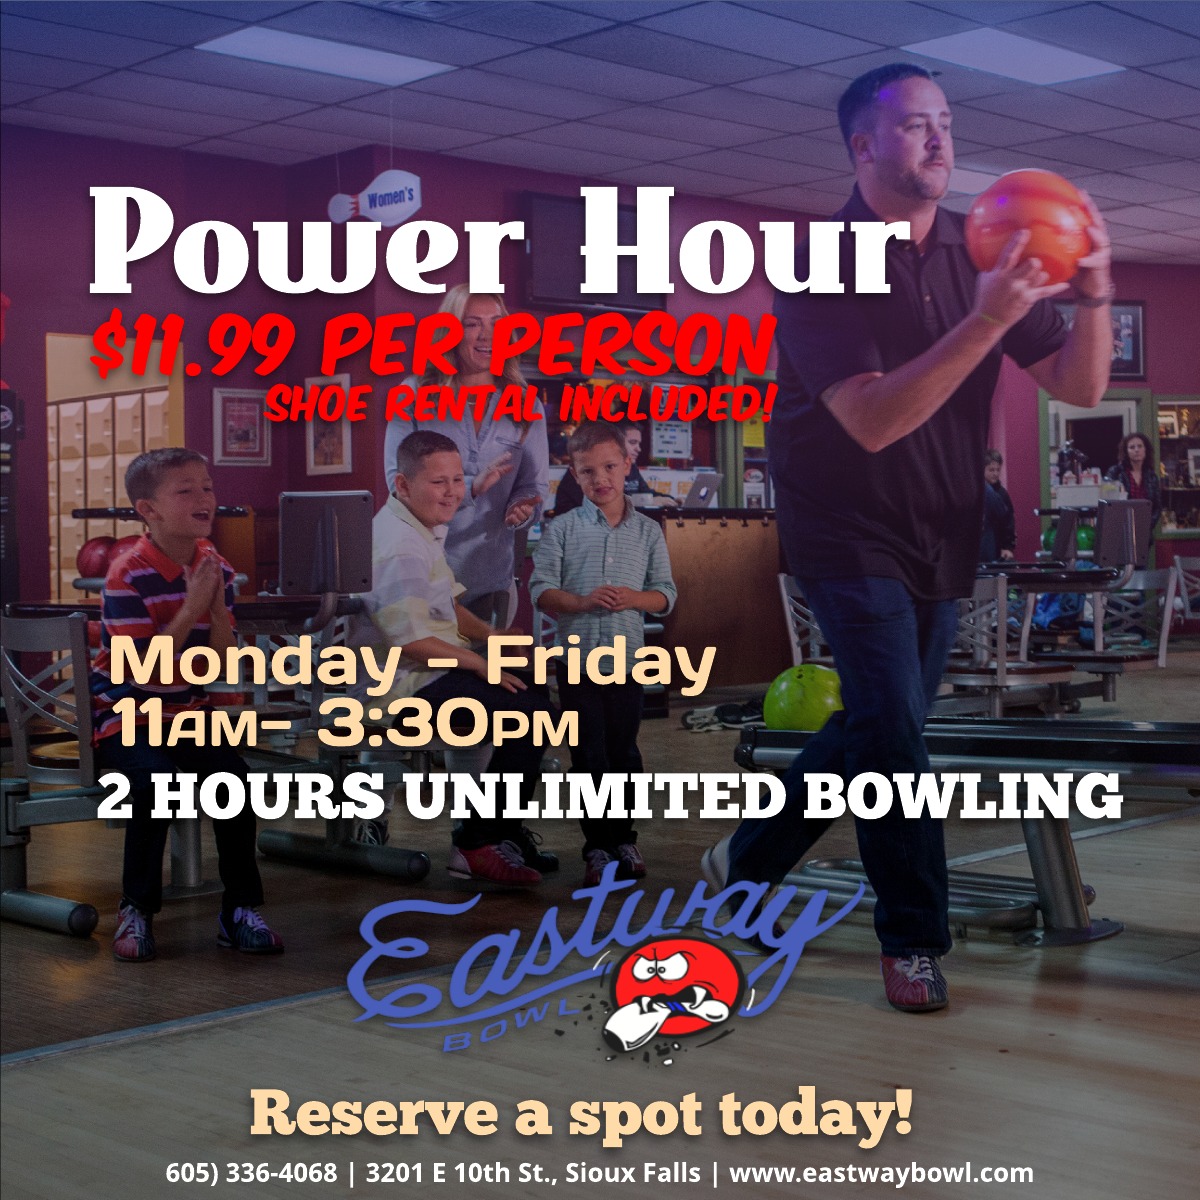 Women's
Power Hour
$11.99 PER PERSON
SHOE RENTAL INCLUDED!
Monday - Friday
11AM- 3:30PM
2 HOURS UNLIMITED BOWLING
Eastway
BOWL
Reserve a spot today!
605) 336-4068 | 3201 E 10th St., Sioux Falls | www.eastwaybowl.com